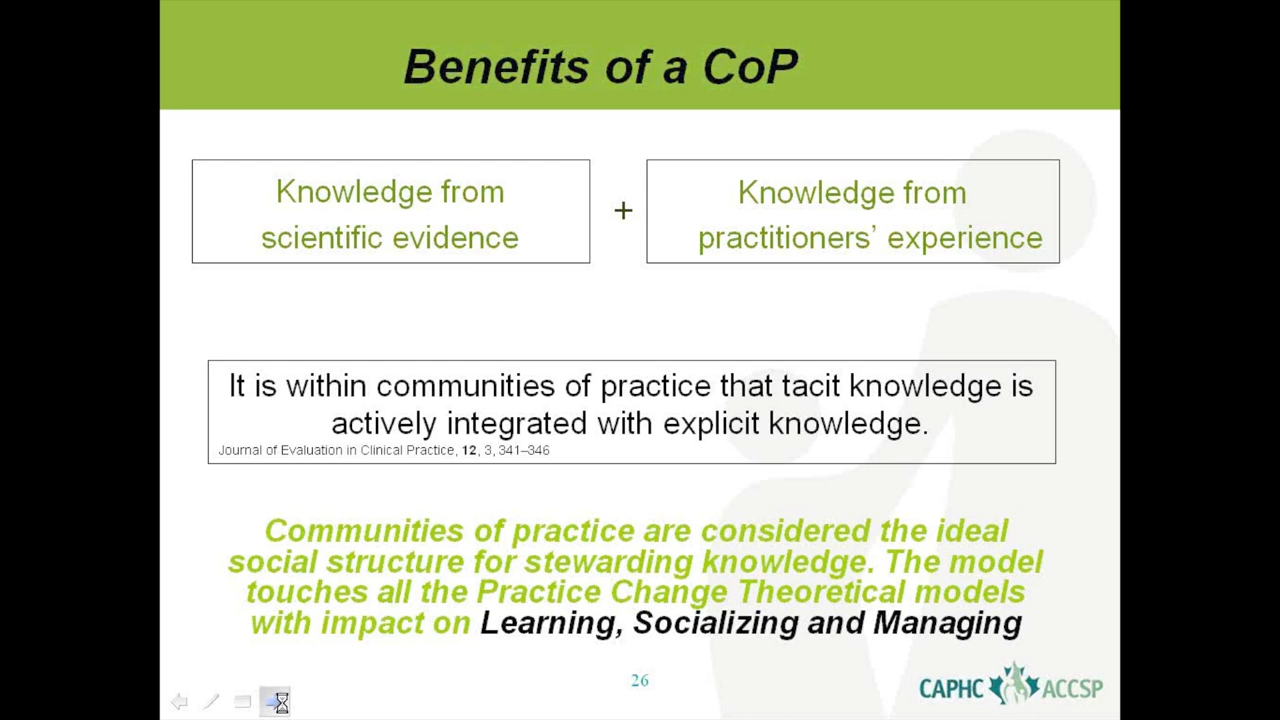 Benefits of a CoP
Knowledge from
scientific evidence
+
Knowledge from
practitioners’ experience
It is within communities of practice that tacit knowledge is
actively integrated with explicit knowledge.
Journal of Evaluation in Clinical Practice, 12, 3, 341–346
Communities of practice are considered the ideal
social structure for stewarding knowledge. The model
touches all the Practice Change Theoretical models
with impact on Learning, Socializing and Managing
26
CAPHC ACCSP